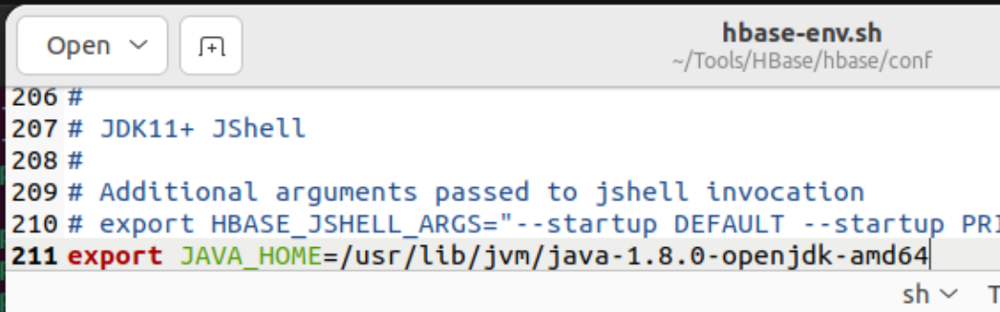 Open
hbase-env.sh
~/Tools/HBase/hbase/conf
206 #
207 # JDK11+ JShell
208 #
209 # Additional arguments passed to jshell invocation
210 # export HBASE_JSHELL_ARGS="--startup DEFAULT --startup PRI
211 export JAVA_HOME=/usr/lib/jvm/java-1.8.0-openjdk-amd64
sh